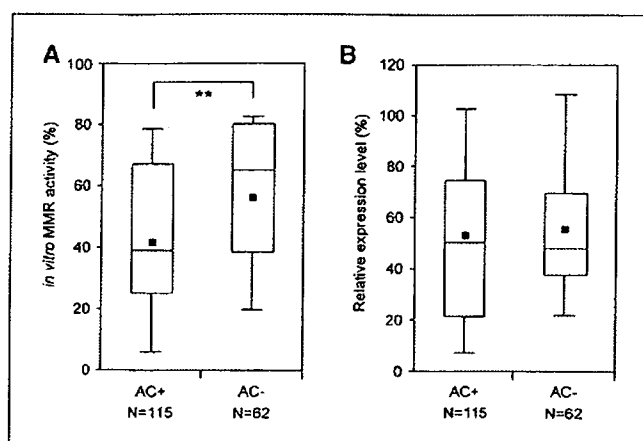 A
in vitro MMR activity (%)
100
80
60
40
20
0
**
AC+
N=115
AC-
N=62
B
Relative expression level (%)
120
100
80
60
40
20
0
AC+
N=115
AC-
N=62